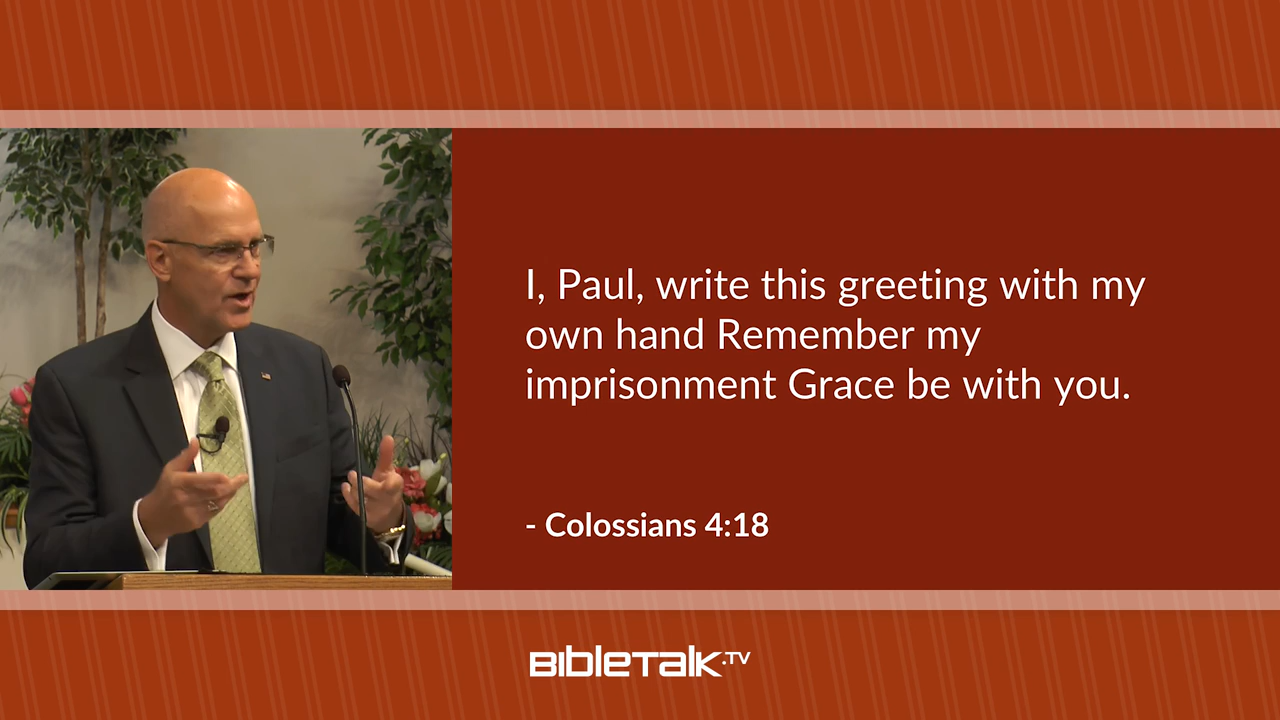 I, Paul, write this greeting with my
own hand Remember my
imprisonment Grace be with you.
- Colossians 4:18
BIBLETALK.TV